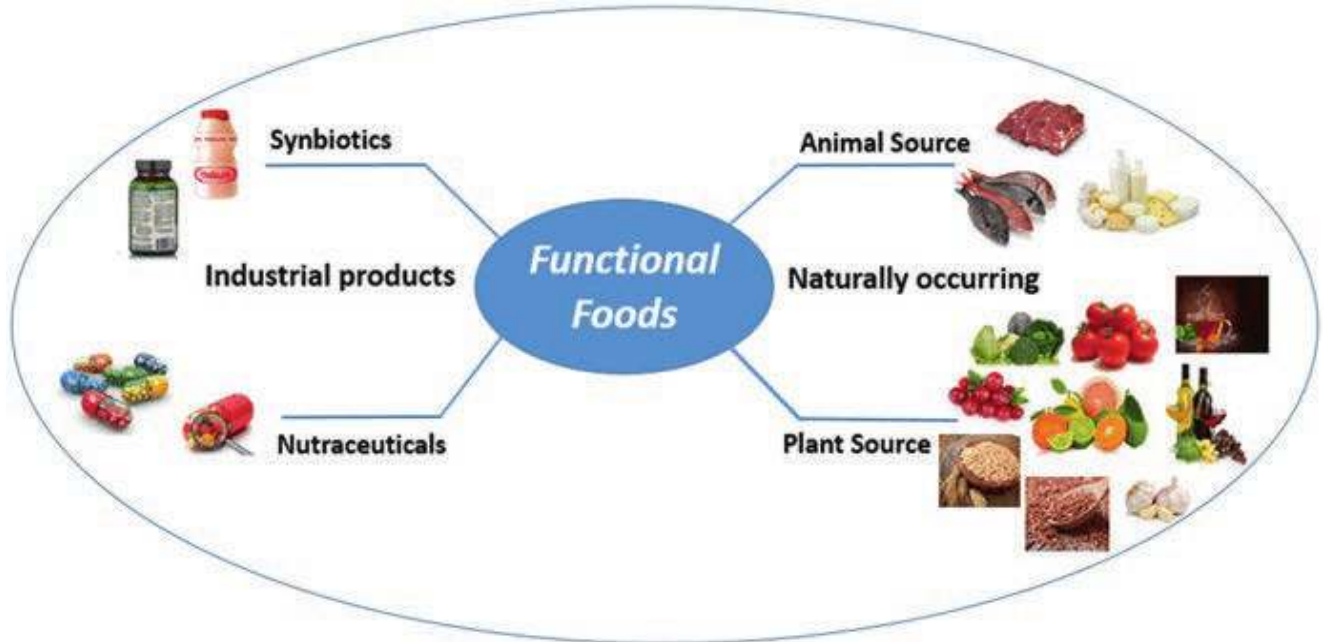 Synbiotics
Animal Source
Industrial products
Functional
Foods
Naturally occurring
Nutraceuticals
Plant Source